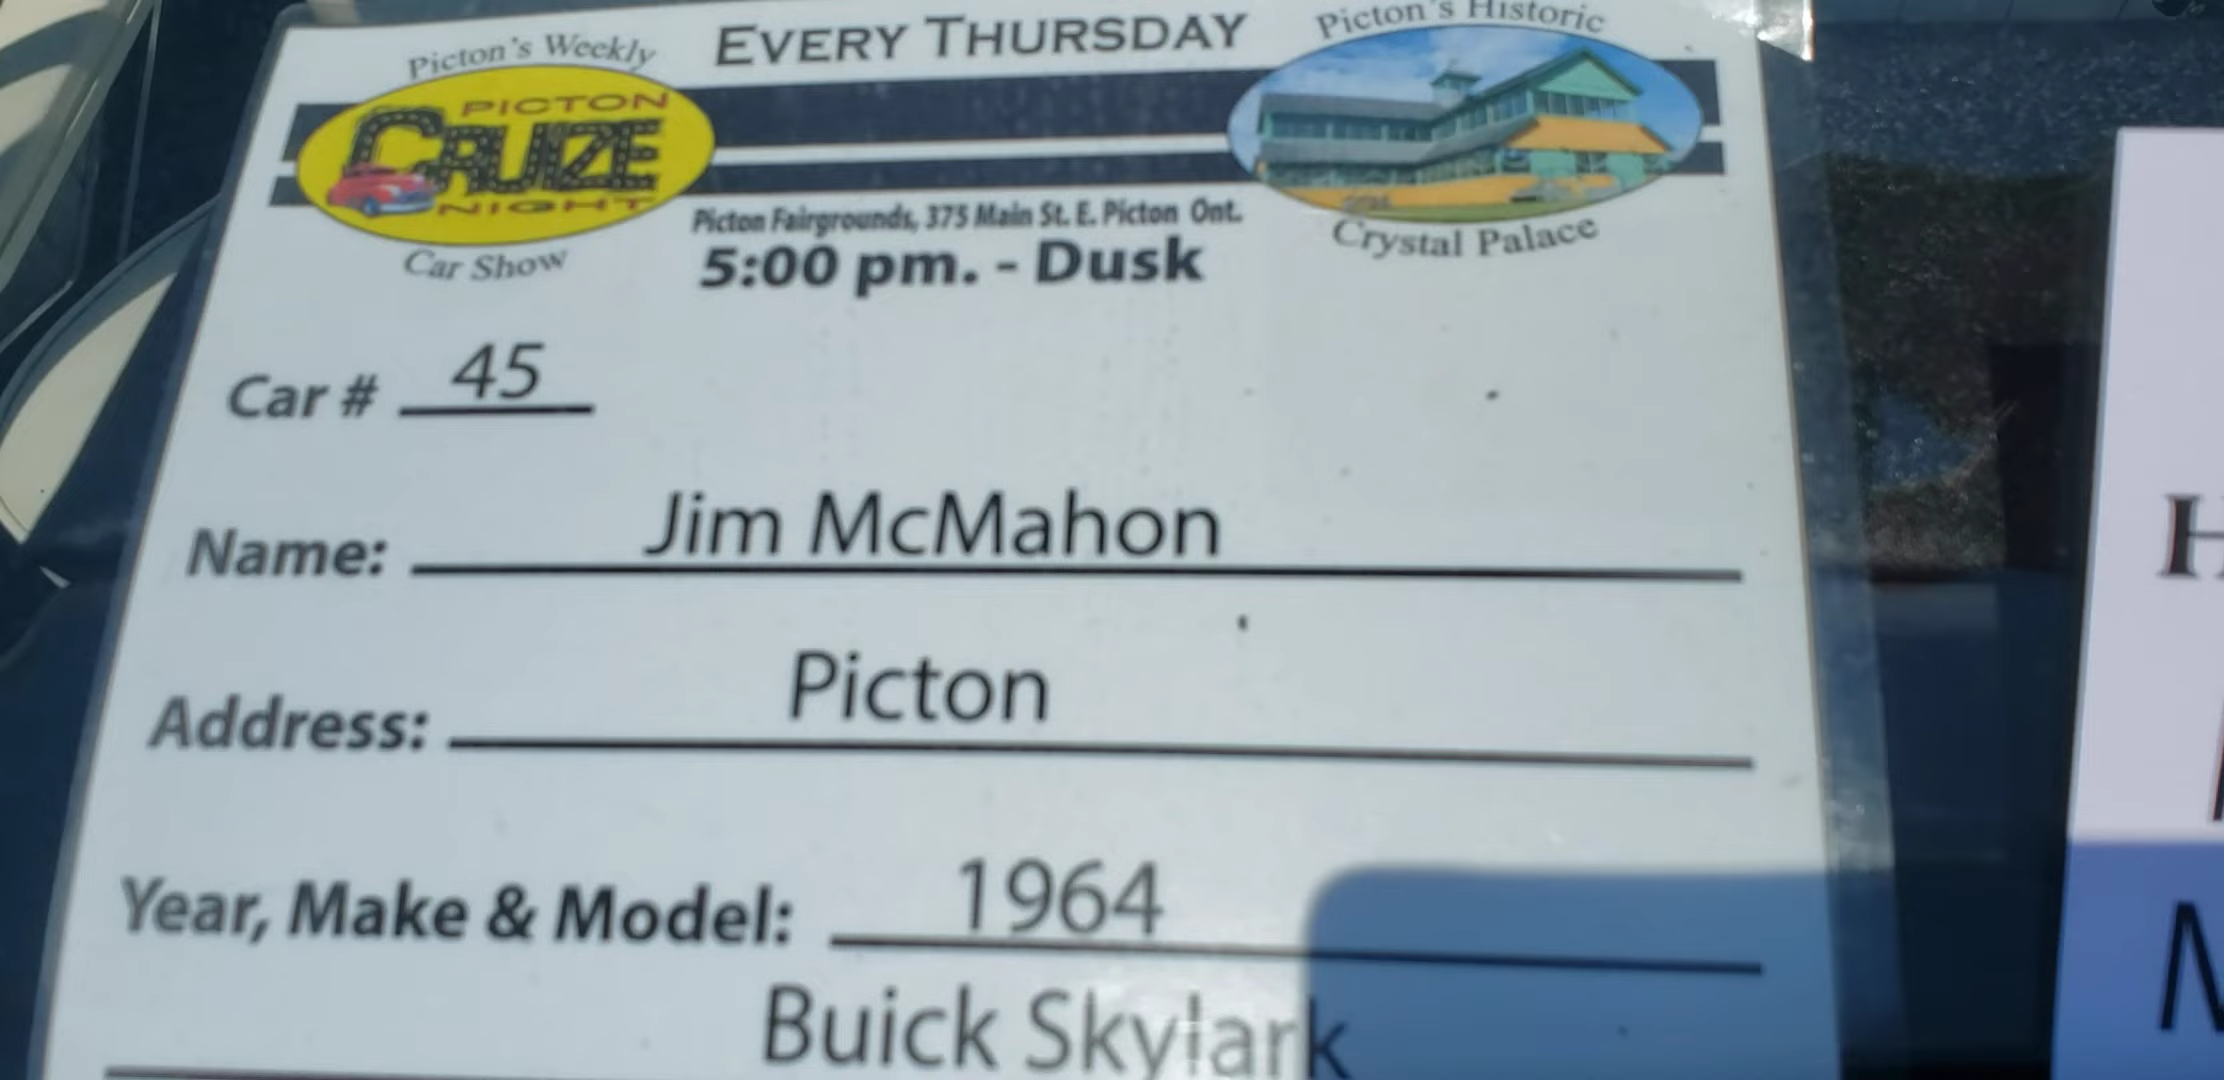 Picton's Weekly
EVERY THURSDAY
Picton's Historic
PICTON
CRUIZE
NIGHT
Car Show
Picton Fairgrounds, 375 Main St. E. Picton Ont.
5:00 pm. - Dusk
Crystal Palace
Car # 45
Name: Jim McMahon
Address: Picton
Year, Make & Model: 1964
Buick Skylark
H